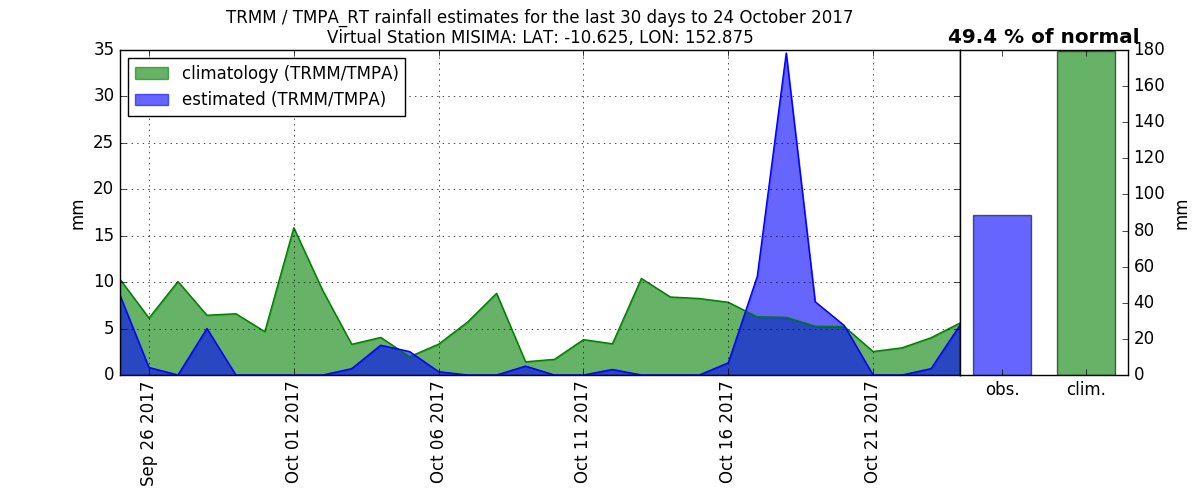 TRMM / TMPA_RT rainfall estimates for the last 30 days to 24 October 2017
Virtual Station MISIMA: LAT: -10.625, LON: 152.875
49.4 % of normal
climatology (TRMM/TMPA)
estimated (TRMM/TMPA)
35
30
25
20
15
10
5
0
mm
Sep 26 2017
Oct 01 2017
Oct 06 2017
Oct 11 2017
Oct 16 2017
Oct 21 2017
obs.
clim.
180
160
140
120
100
80
60
40
20
0
mm